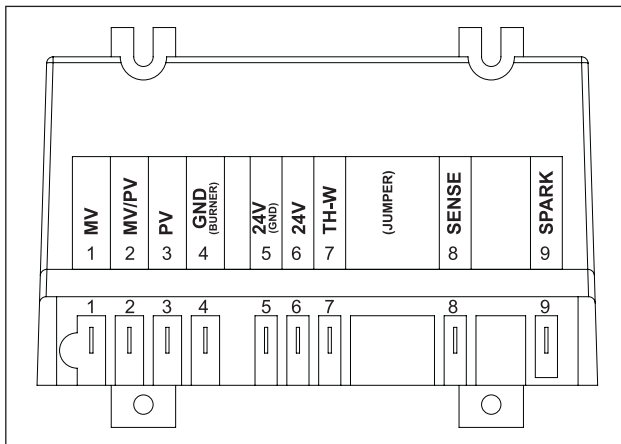 MV
MV/PV
PV
GND
(BURNER)
24V
(GND)
24V
TH-W
(JUMPER)
SENSE
SPARK
1 2 3 4 5 6 7 8 9
1 2 3 4 5 6 7 8 9